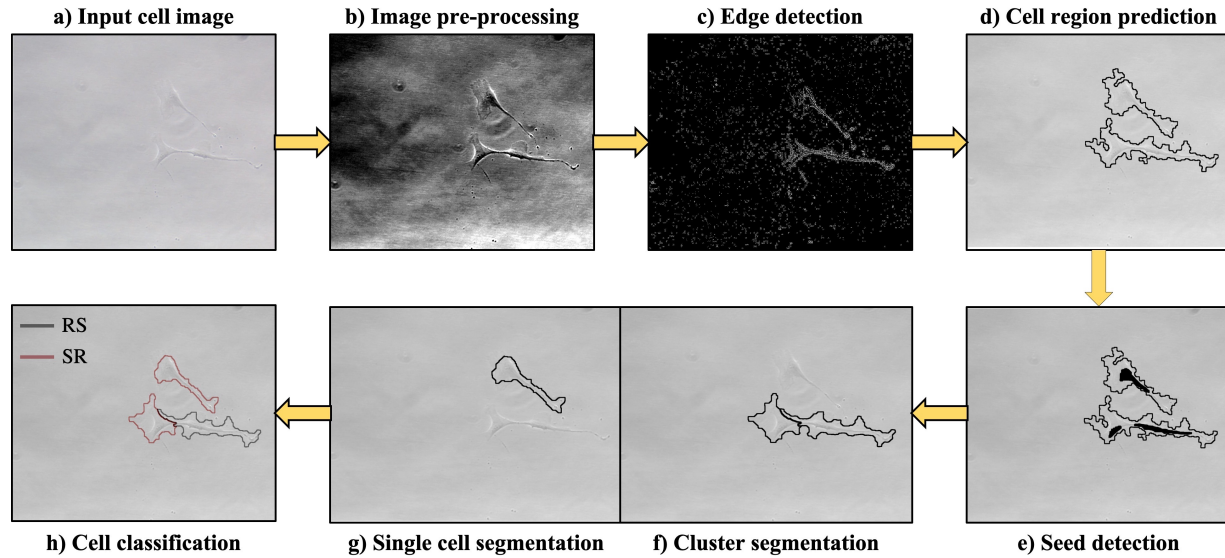 a) Input cell image
b) Image pre-processing
c) Edge detection
d) Cell region prediction
RS
SR
h) Cell classification
g) Single cell segmentation
f) Cluster segmentation
e) Seed detection